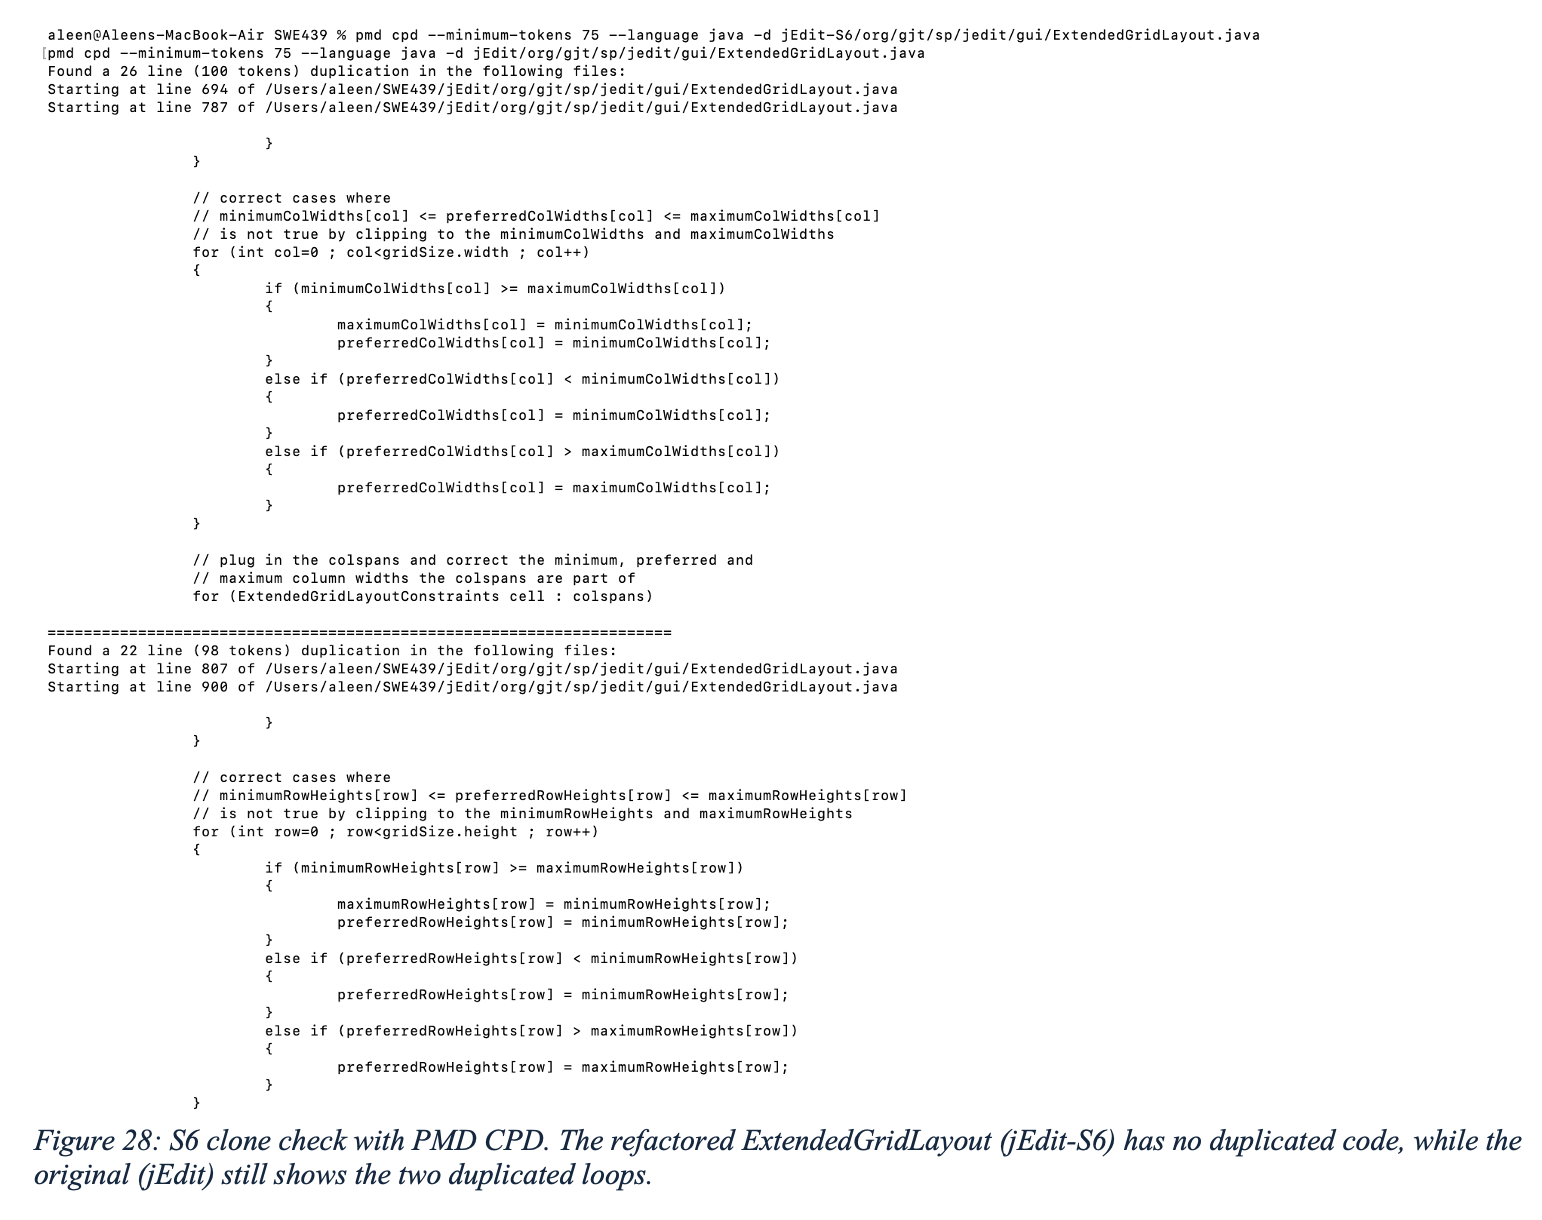 aleen@Aleens-MacBook-Air SWE439 % pmd cpd --minimum-tokens 75 --language java -d jEdit-S6/org/gjt/sp/jedit/gui/ExtendedGridLayout.java
[pmd cpd --minimum-tokens 75 --language java -d jEdit/org/gjt/sp/jedit/gui/ExtendedGridLayout.java
Found a 26 line (100 tokens) duplication in the following files:
Starting at line 694 of /Users/aleen/SWE439/jEdit/org/gjt/sp/jedit/gui/ExtendedGridLayout.java
Starting at line 787 of /Users/aleen/SWE439/jEdit/org/gjt/sp/jedit/gui/ExtendedGridLayout.java
}
}
// correct cases where
// minimumColWidths[col] <= preferredColWidths[col] <= maximumColWidths[col]
// is not true by clipping to the minimumColWidths and maximumColWidths
for (int col=0 ; col<gridSize.width ; col++)
{
if (minimumColWidths[col] >= maximumColWidths[col])
{
maximumColWidths[col] = minimumColWidths[col];
preferredColWidths[col] = minimumColWidths[col];
}
else if (preferredColWidths[col] < minimumColWidths[col])
{
preferredColWidths[col] = minimumColWidths[col];
}
else if (preferredColWidths[col] > maximumColWidths[col])
{
preferredColWidths[col] = maximumColWidths[col];
}
}
// plug in the colspans and correct the minimum, preferred and
// maximum column widths the colspans are part of
for (ExtendedGridLayoutConstraints cell : colspans)
=====================================================================
Found a 22 line (98 tokens) duplication in the following files:
Starting at line 807 of /Users/aleen/SWE439/jEdit/org/gjt/sp/jedit/gui/ExtendedGridLayout.java
Starting at line 900 of /Users/aleen/SWE439/jEdit/org/gjt/sp/jedit/gui/ExtendedGridLayout.java
}
}
// correct cases where
// minimumRowHeights[row] <= preferredRowHeights[row] <= maximumRowHeights[row]
// is not true by clipping to the minimumRowHeights and maximumRowHeights
for (int row=0 ; row<gridSize.height ; row++)
{
if (minimumRowHeights[row] >= maximumRowHeights[row])
{
maximumRowHeights[row] = minimumRowHeights[row];
preferredRowHeights[row] = minimumRowHeights[row];
}
else if (preferredRowHeights[row] < minimumRowHeights[row])
{
preferredRowHeights[row] = minimumRowHeights[row];
}
else if (preferredRowHeights[row] > maximumRowHeights[row])
{
preferredRowHeights[row] = maximumRowHeights[row];
}
}
Figure 28: S6 clone check with PMD CPD. The refactored ExtendedGridLayout (jEdit-S6) has no duplicated code, while the
original (jEdit) still shows the two duplicated loops.